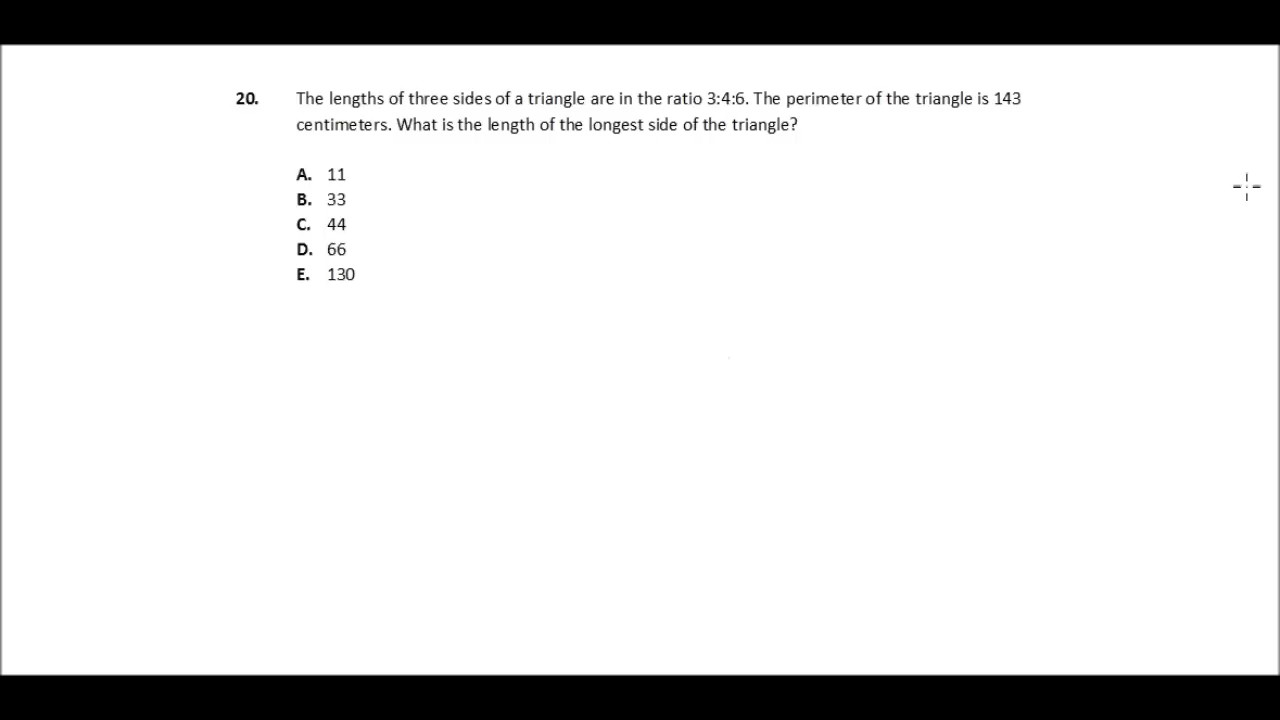 20. The lengths of three sides of a triangle are in the ratio 3:4:6. The perimeter of the triangle is 143
centimeters. What is the length of the longest side of the triangle?
A. 11
B. 33
C. 44
D. 66
E. 130